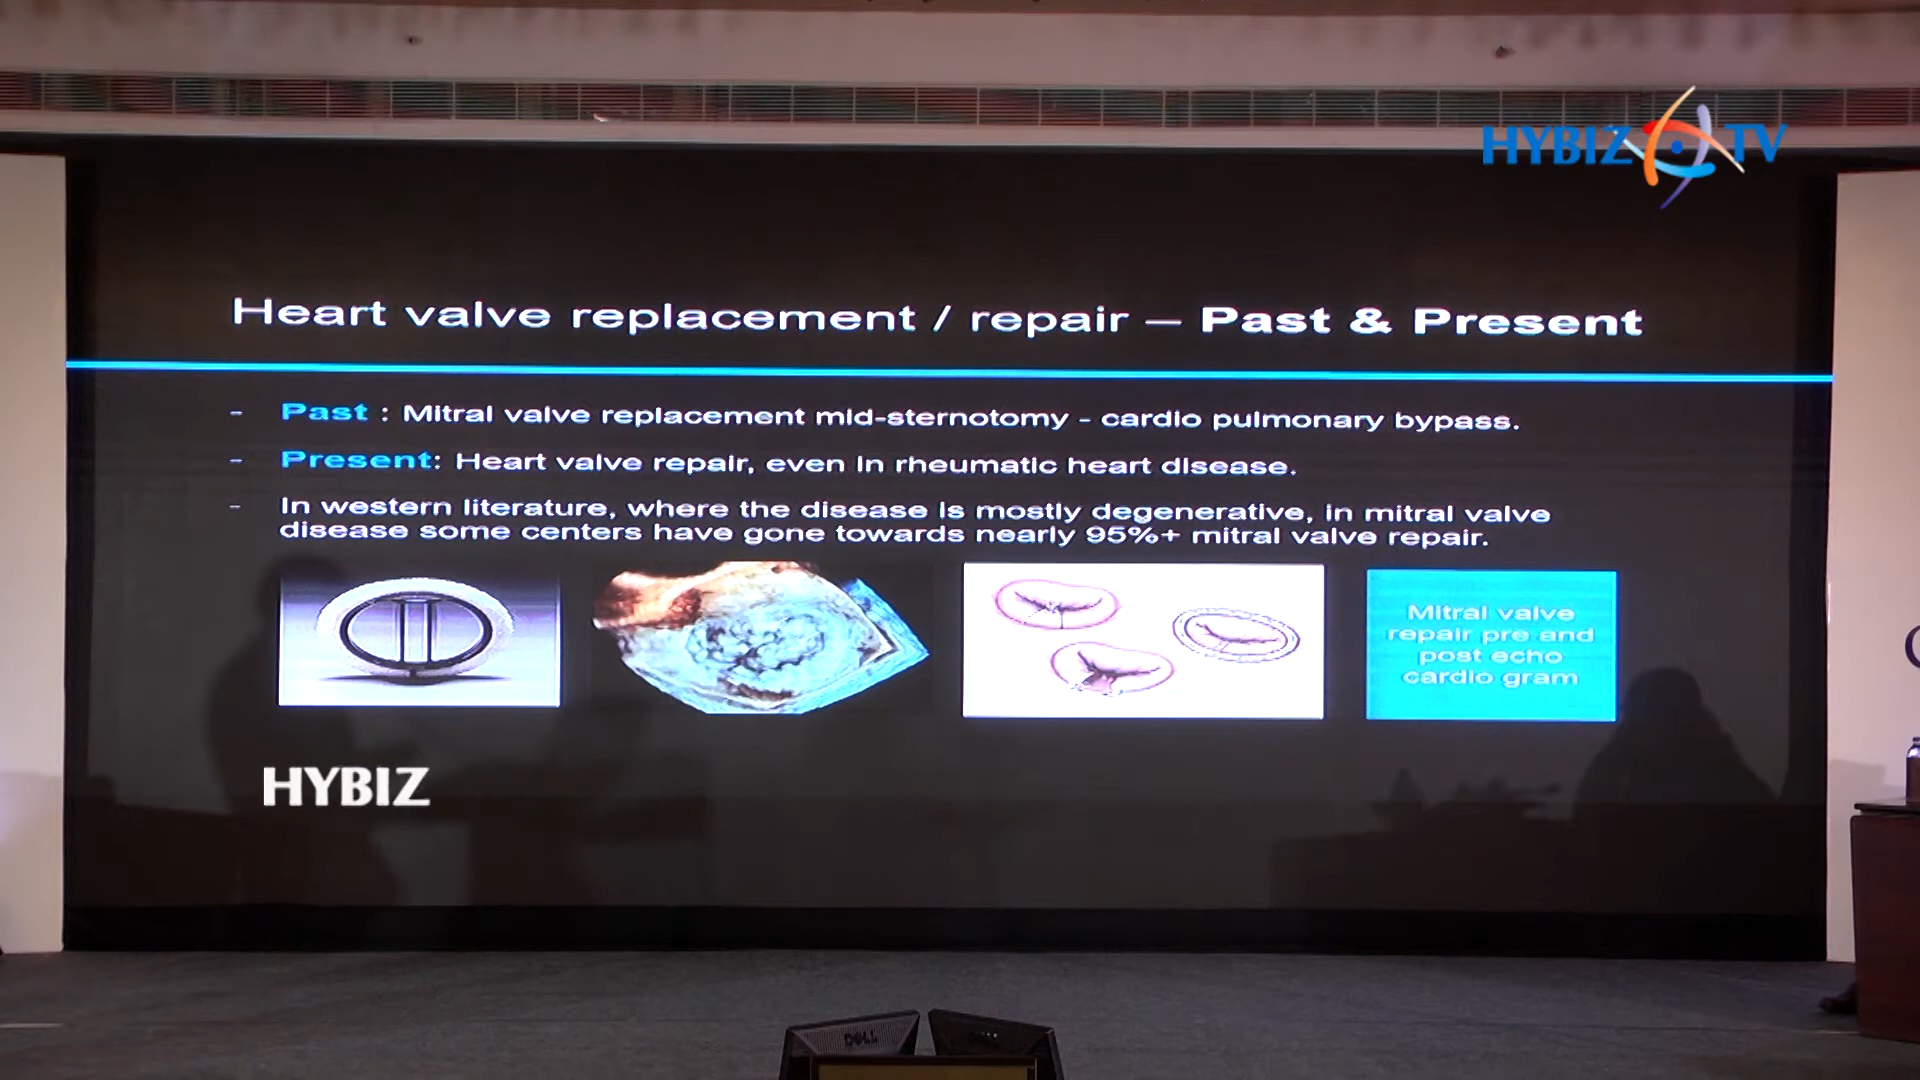 HYBIZ TV
Heart valve replacement / repair – Past & Present
- Past : Mitral valve replacement mid-sternotomy - cardio pulmonary bypass.
- Present: Heart valve repair, even in rheumatic heart disease.
- In western literature, where the disease is mostly degenerative, in mitral valve
disease some centers have gone towards nearly 95%+ mitral valve repair.
Mitral valve
repair pre and
post echo
cardio gram
HYBIZ
DELL